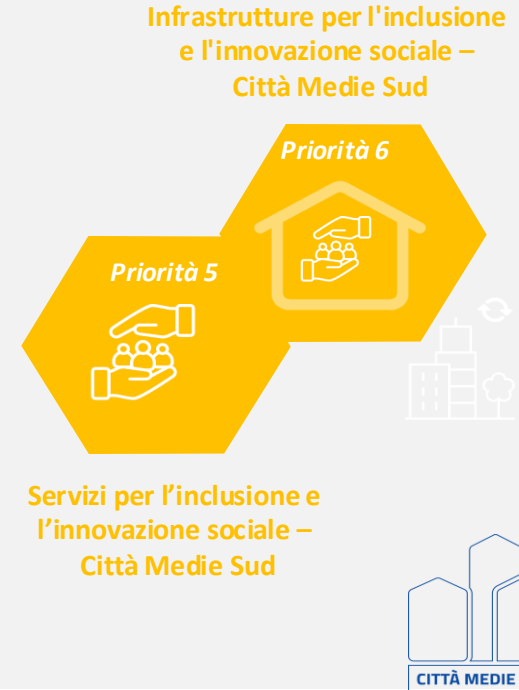 Infrastrutture per l'inclusione
e l'innovazione sociale –
Città Medie Sud
Priorità 6
Priorità 5
Servizi per l’inclusione e
l’innovazione sociale –
Città Medie Sud
CITTÀ MEDIE